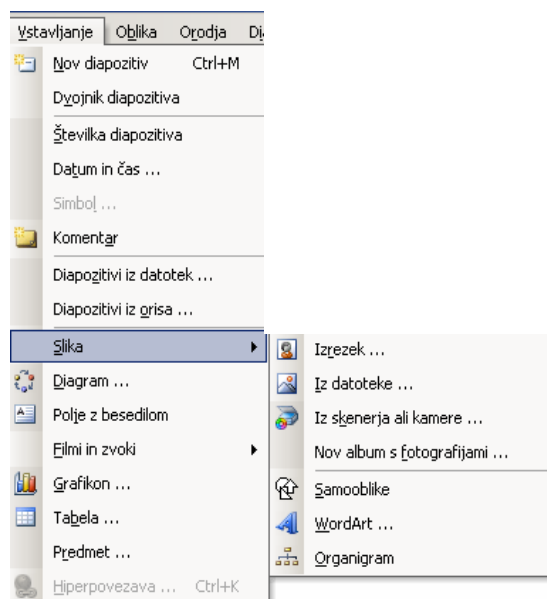 Vstavljanje Oblika Orodja
Nov diapozitiv Ctrl+M
Dvojnik diapozitiva
Številka diapozitiva
Datum in čas ...
Simbol ...
Komentar
Diapozitivi iz datotek ...
Diapozitivi iz orisa ...
Slika
Diagram ...
Polje z besedilom
Filmi in zvoki
Grafikon ...
Tabela ...
Predmet ...
Hiperpovezava ... Ctrl+K
Izrezek ...
Iz datoteke ...
Iz skenerja ali kamere ...
Nov album s fotografijami ...
Samooblike
WordArt ...
Organigram